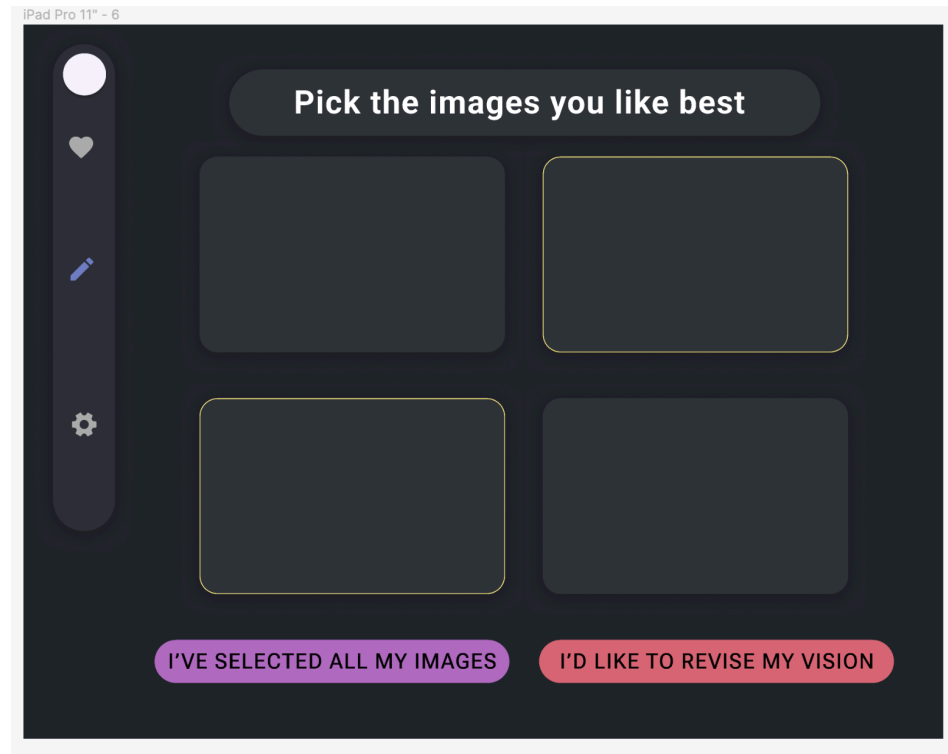 iPad Pro 11" - 6
Pick the images you like best
I’VE SELECTED ALL MY IMAGES
I’D LIKE TO REVISE MY VISION